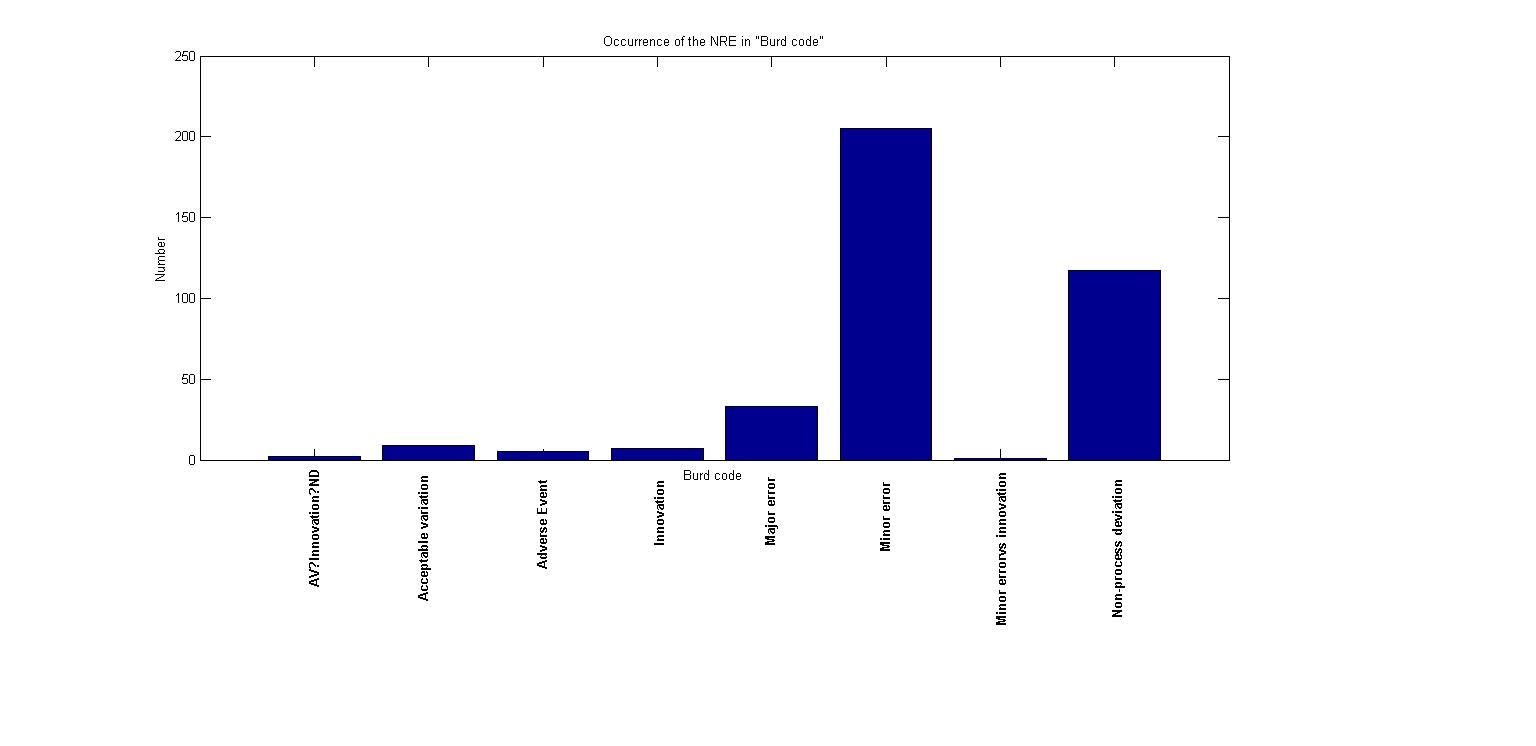 Occurrence of the NRE in "Burd code"
250
200
150
100
50
0
Number
Burd code
AV?Innovation?ND
Acceptable variation
Adverse Event
Innovation
Major error
Minor error
Minor errorvs innovation
Non-process deviation